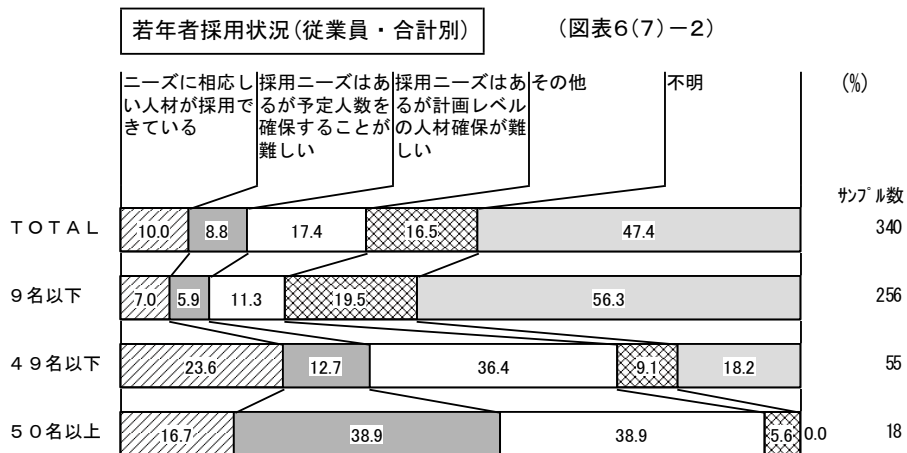 若年者採用状況(従業員・合計別)
(図表6(7)-2)
ニーズに相応し
い人材が採用で
きている
採用ニーズはあ
るが予定人数を
確保することが
難しい
採用ニーズはあ
るが計画レベル
の人材確保が難
しい
その他
不明
(%)
サンプル数
TOTAL 10.0 8.8 17.4 16.5 47.4 340
9名以下 7.0 5.9 11.3 19.5 56.3 256
49名以下 23.6 12.7 36.4 9.1 18.2 55
50名以上 16.7 38.9 38.9 5.6 0.0 18